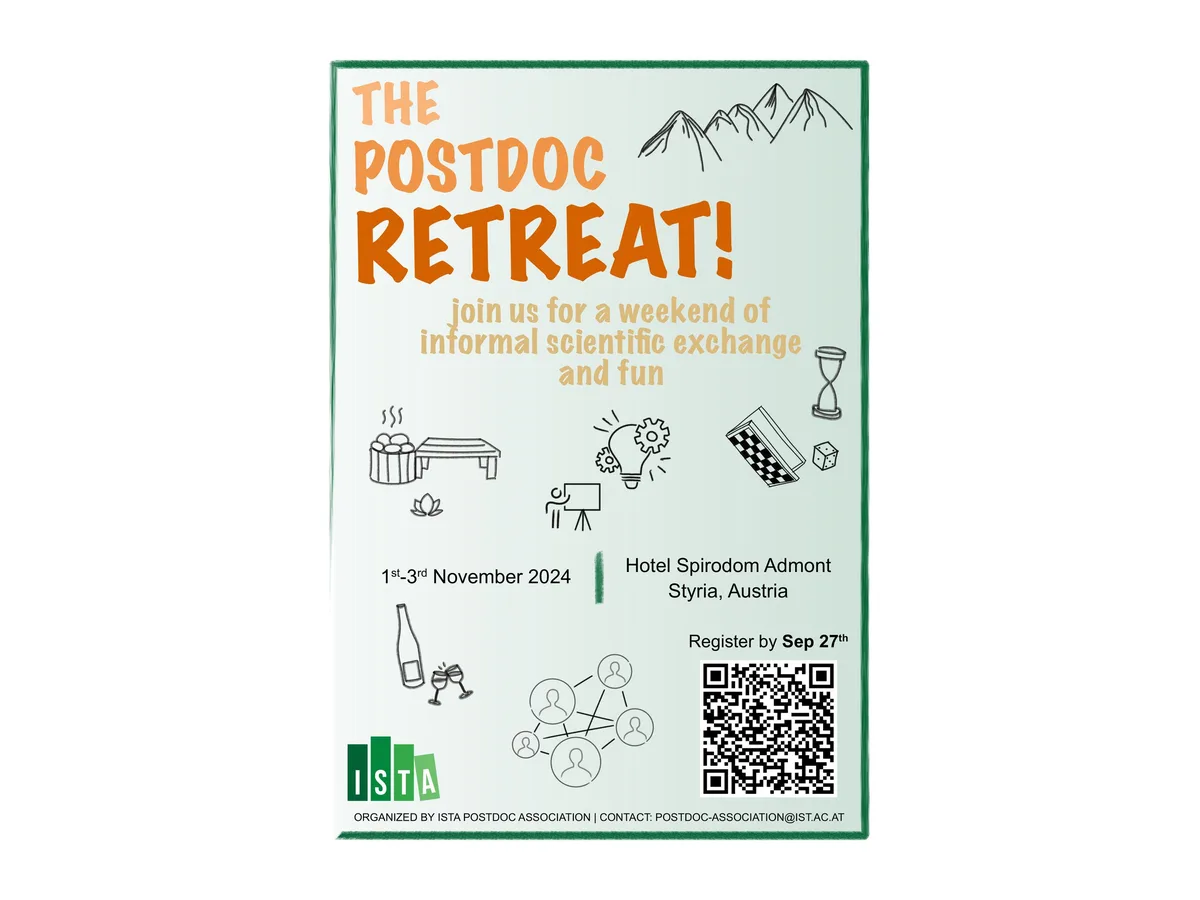 THE
POSTDOC
RETREAT!
join us for a weekend of
informal scientific exchange
and fun
1st-3rd November 2024
Hotel Spirodom Admont
Styria, Austria
Register by Sep 27th
ISTA
ORGANIZED BY ISTA POSTDOC ASSOCIATION | CONTACT: POSTDOC-ASSOCIATION@IST.AC.AT